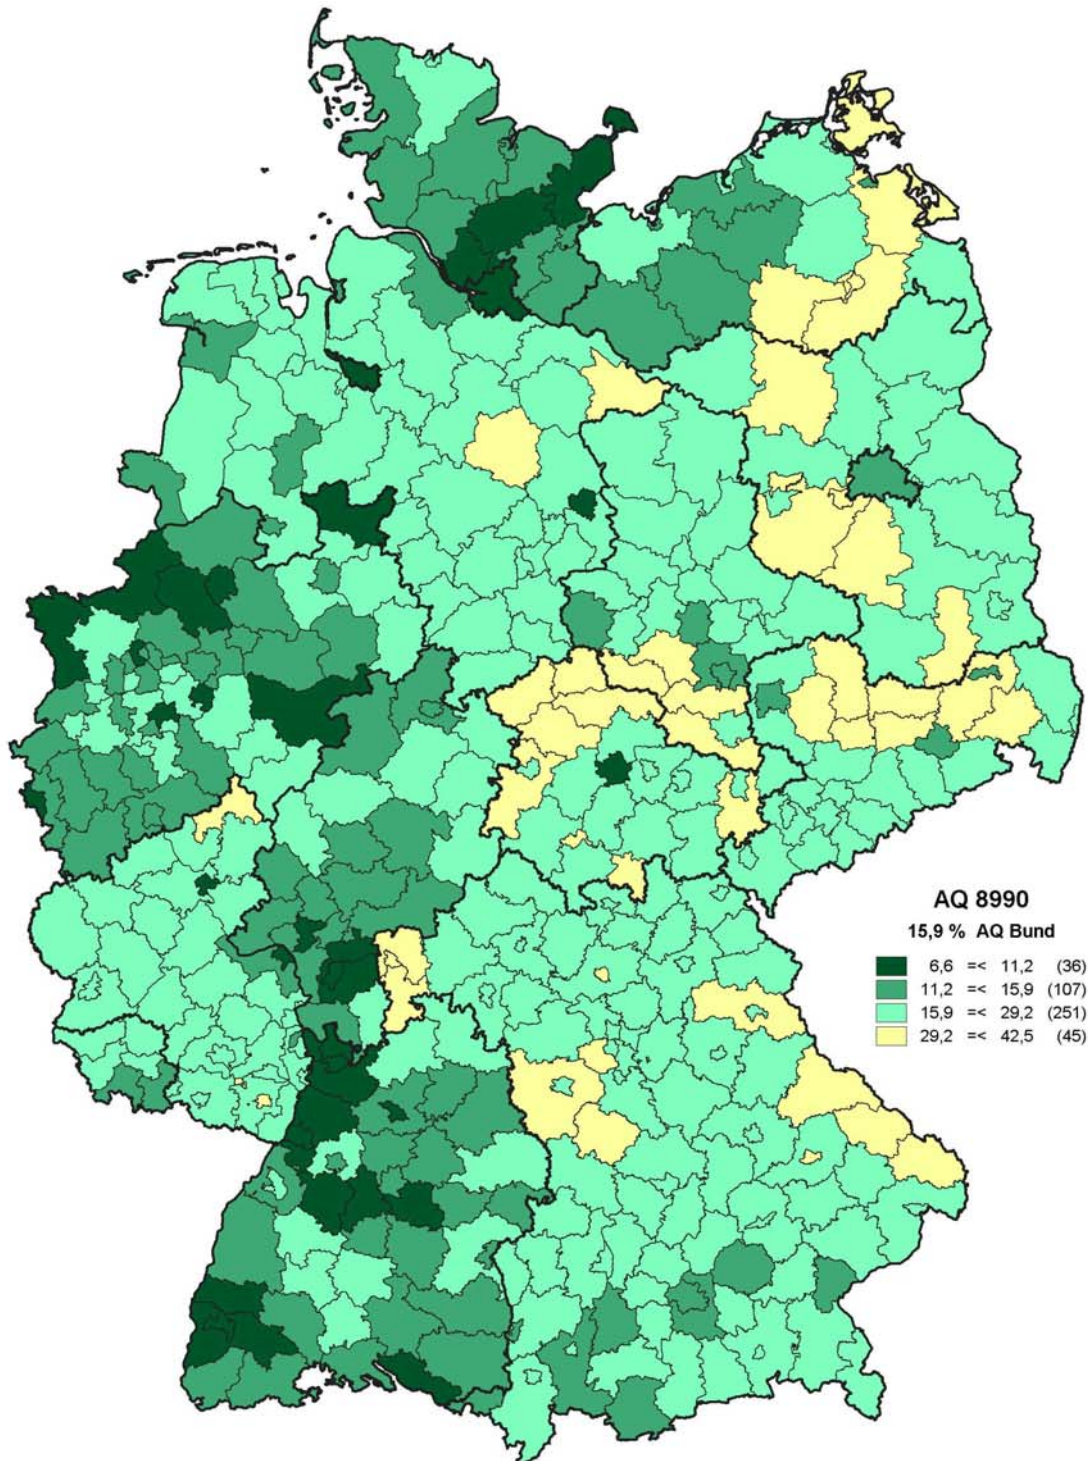 AQ 8990
15,9 % AQ Bund
6,6 =< 11,2 (36)
11,2 =< 15,9 (107)
15,9 =< 29,2 (251)
29,2 =< 42,5 (45)